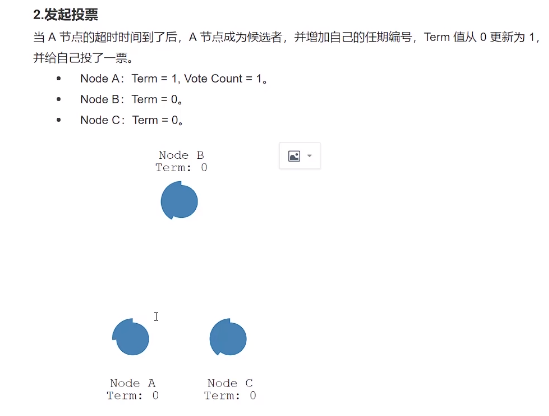 2.发起投票
当 A 节点的超时时间到了后，A 节点成为候选者，并增加自己的任期编号，Term 值从 0 更新为 1，
并给自己投了一票。
• Node A：Term = 1, Vote Count = 1。
• Node B：Term = 0。
• Node C：Term = 0。
Node B
Term: 0
Node A Node C
Term: 0 Term: 0